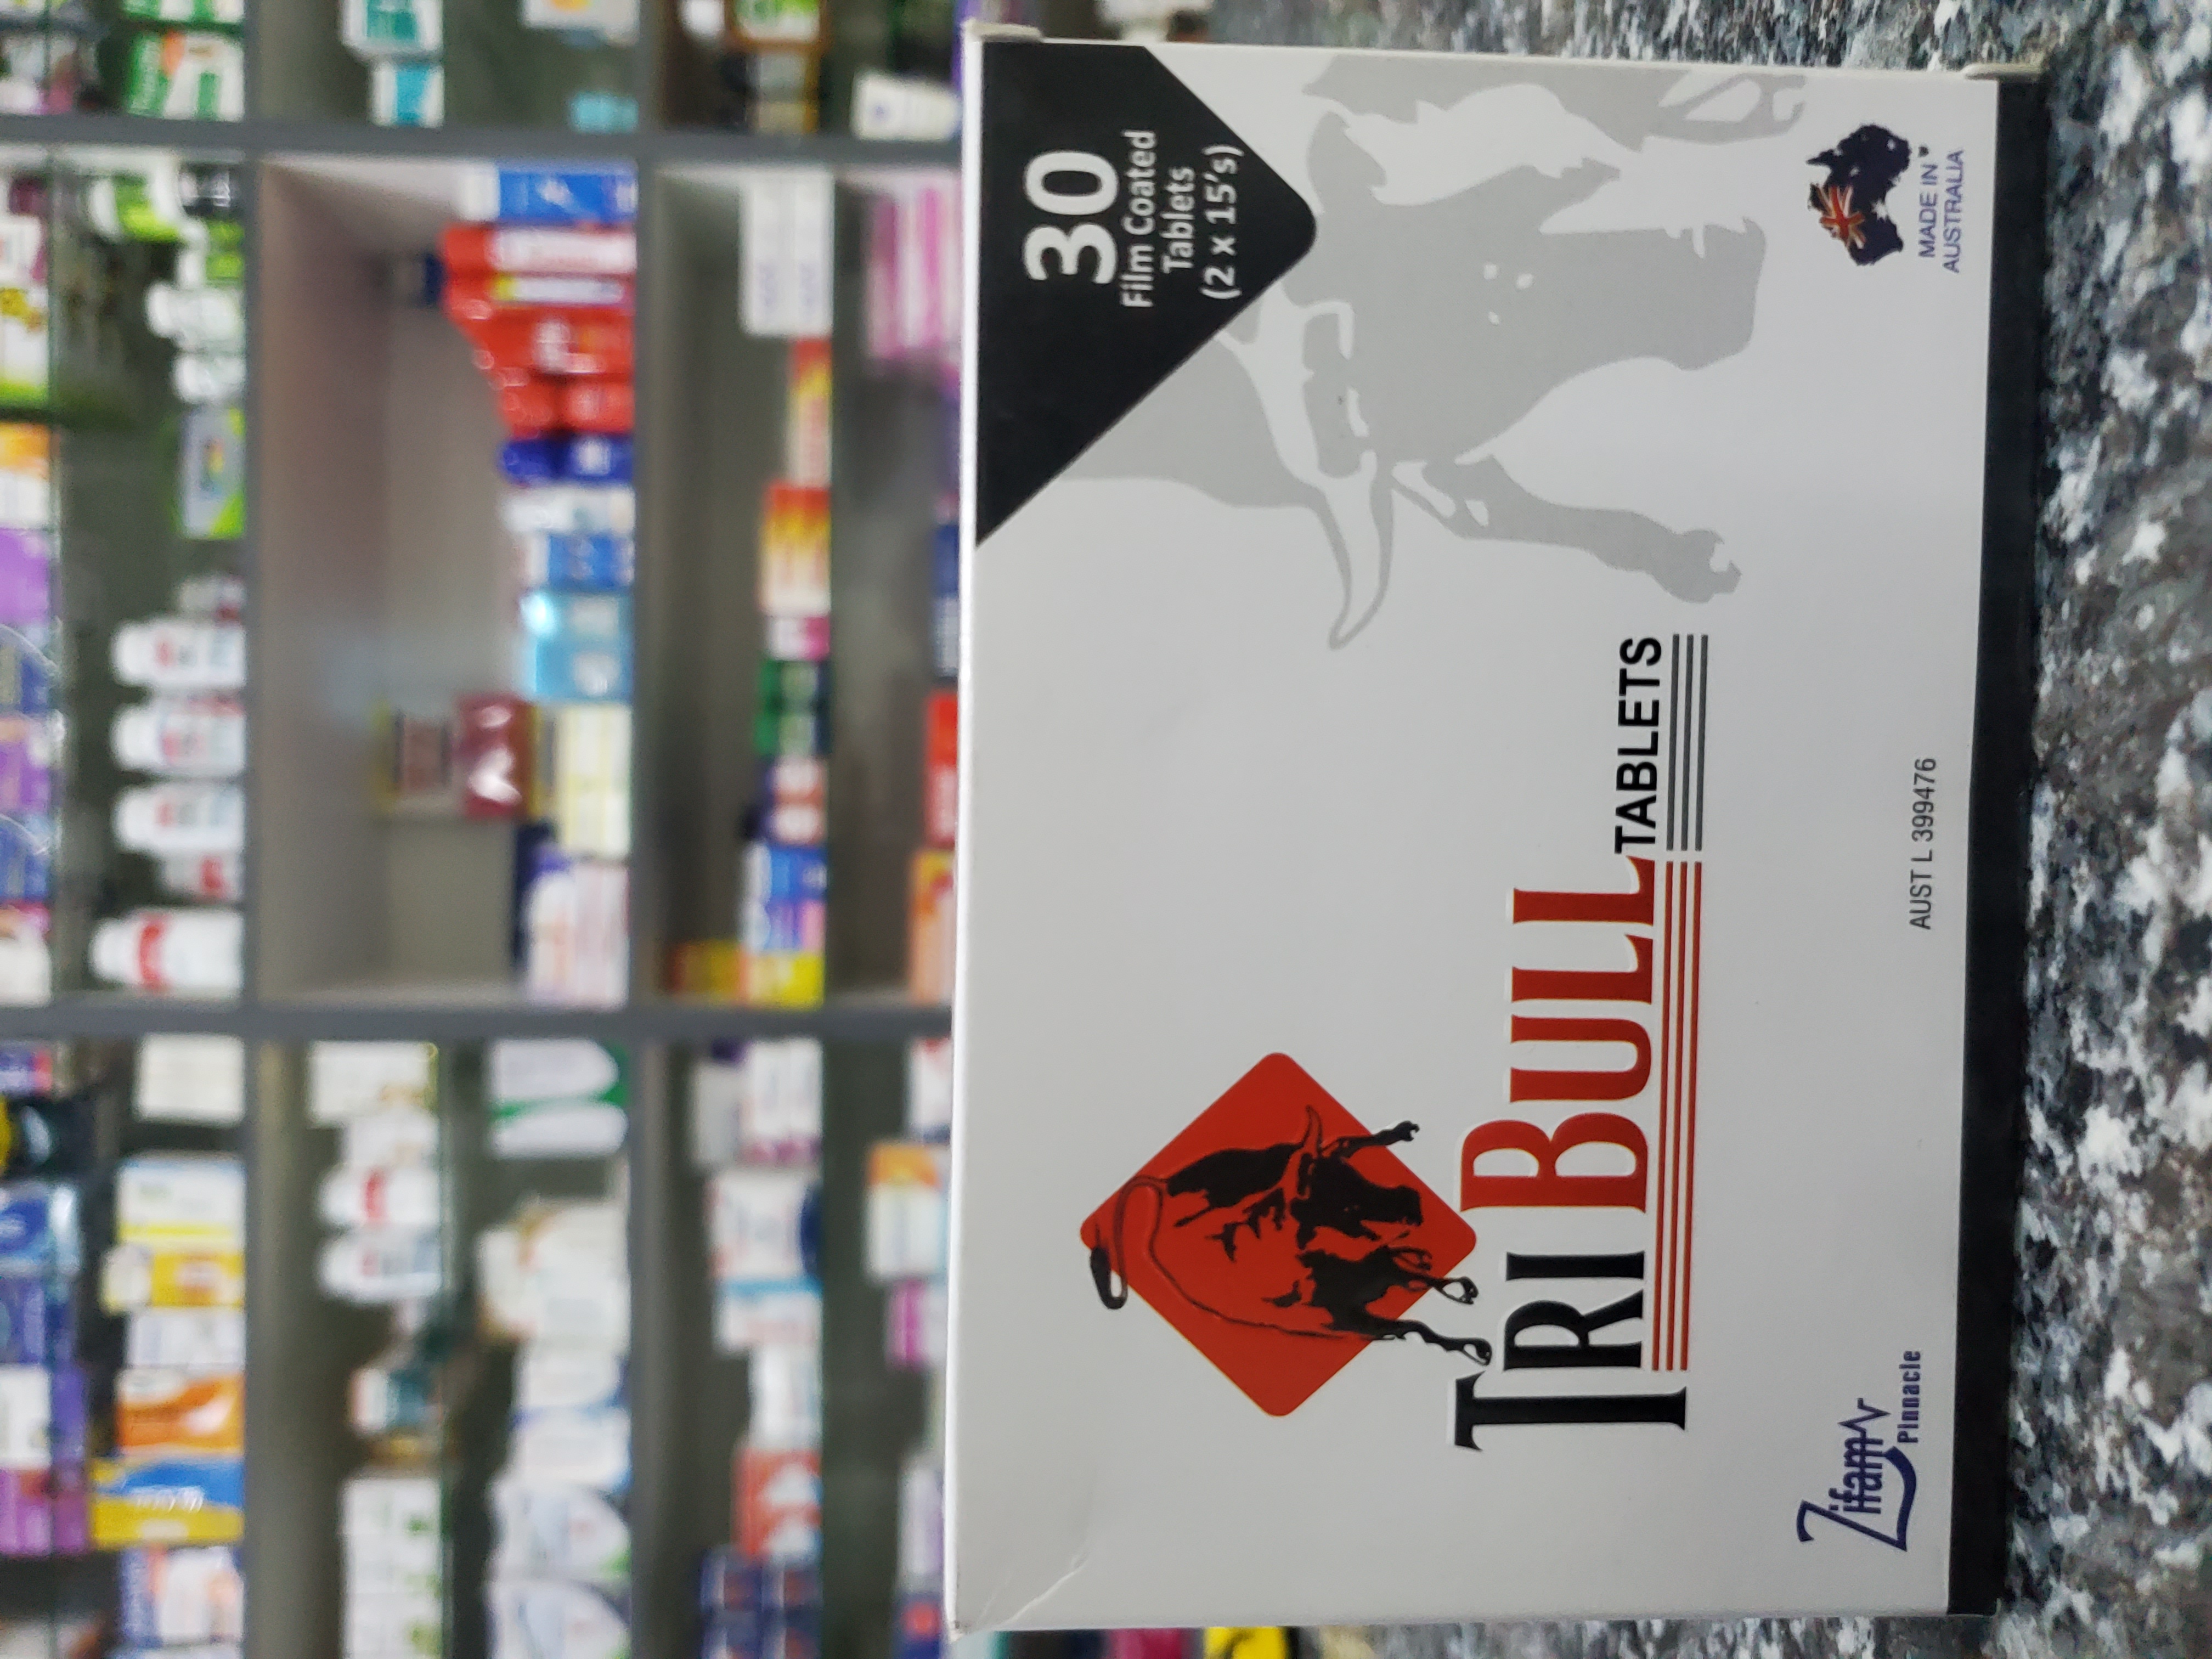 30
Film Coated
Tablets
(2 x 15's)
TRI BULL TABLETS
Zifam
Pinnacle
AUST L 399476
MADE IN
AUSTRALIA